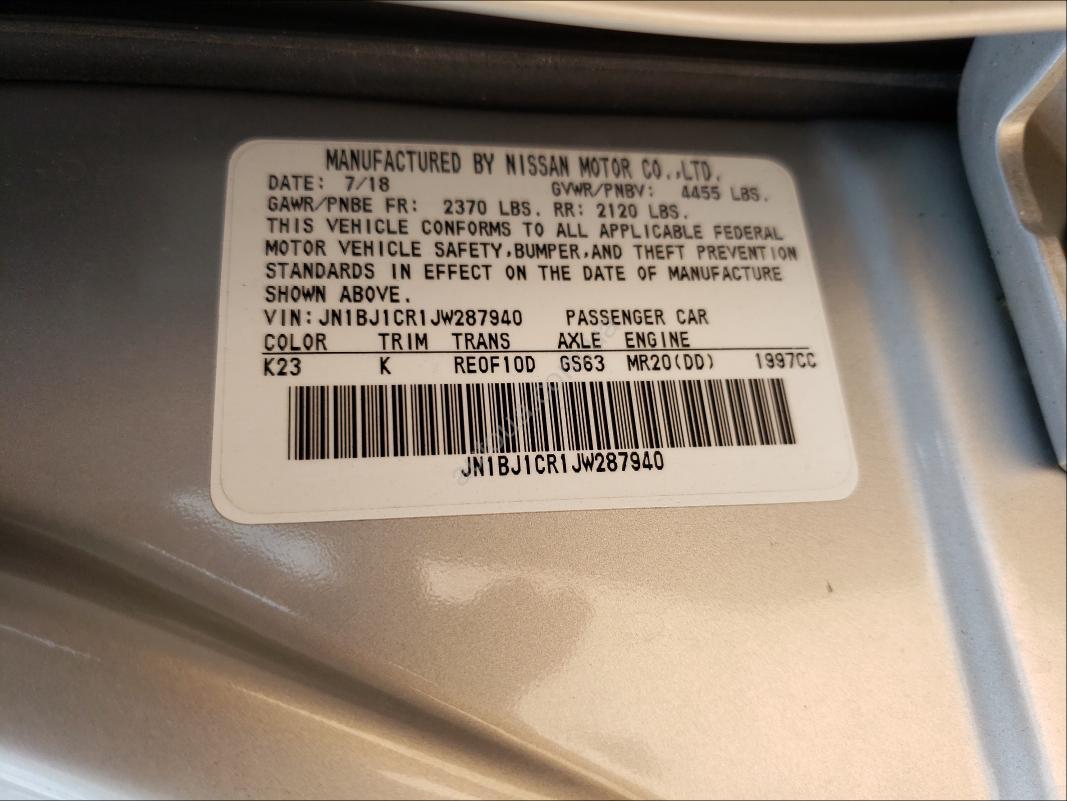 MANUFACTURED BY NISSAN MOTOR CO.,LTD.
DATE: 7/18 GVWR/PNBV: 4455 LBS.
GAWR/PNBE FR: 2370 LBS. RR: 2120 LBS.
THIS VEHICLE CONFORMS TO ALL APPLICABLE FEDERAL
MOTOR VEHICLE SAFETY,BUMPER,AND THEFT PREVENTION
STANDARDS IN EFFECT ON THE DATE OF MANUFACTURE
SHOWN ABOVE.
VIN: JN1BJ1CR1JW287940 PASSENGER CAR
COLOR TRIM TRANS AXLE ENGINE
K23 K RE0F10D GS63 MR20(DD) 1997CC
JN1BJ1CR1JW287940